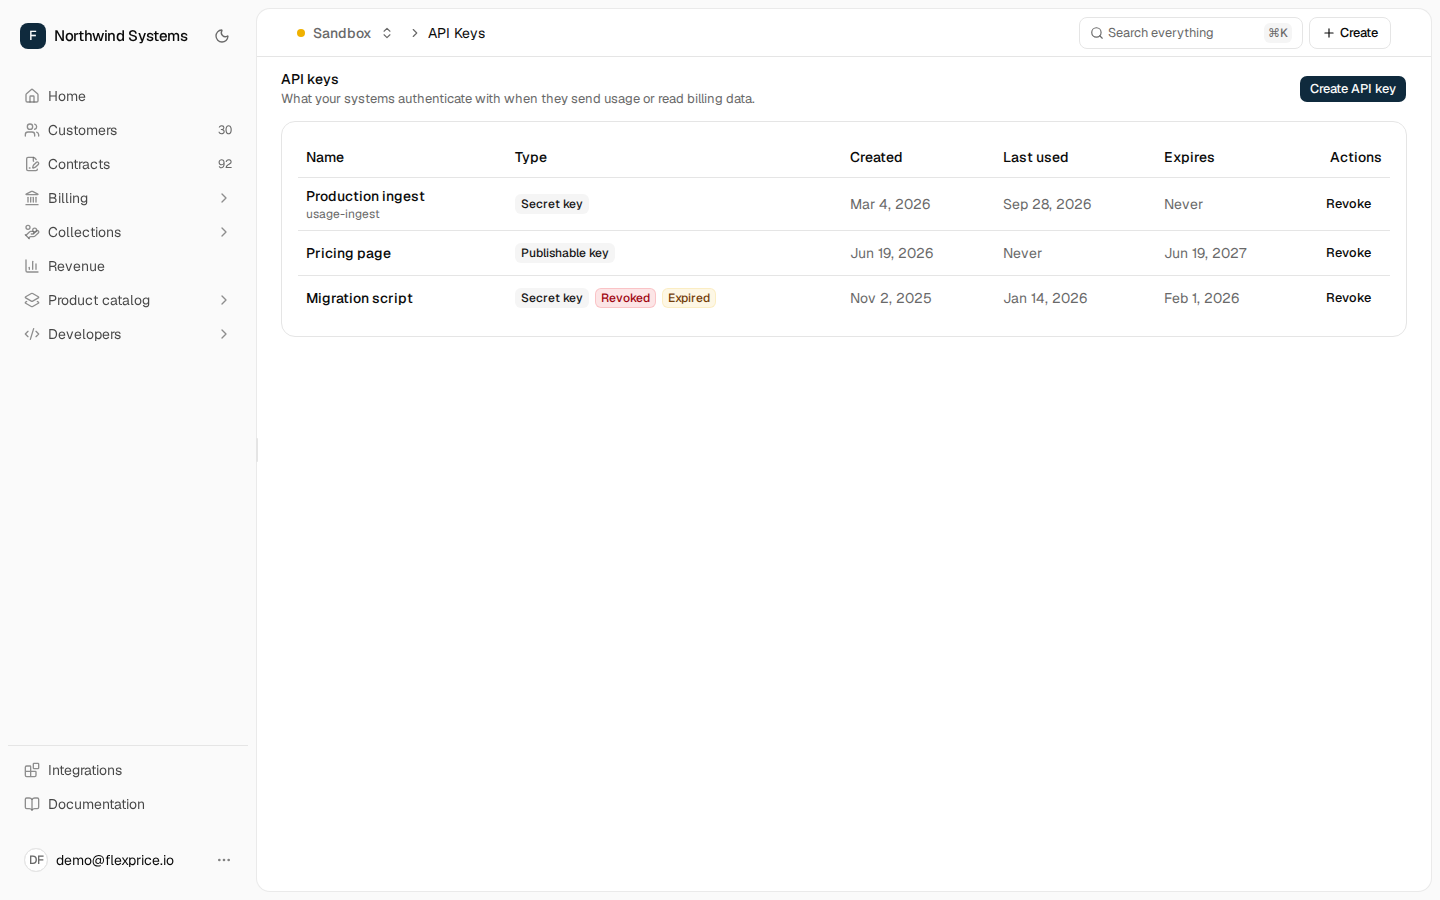 F Northwind Systems
Home
Customers 30
Contracts 92
Billing
Collections
Revenue
Product catalog
Developers
Integrations
Documentation
DF demo@flexprice.io
Sandbox API Keys
Search everything ⌘K
Create
API keys
What your systems authenticate with when they send usage or read billing data.
Create API key
Name Type Created Last used Expires Actions
Production ingest
usage-ingest
Secret key Mar 4, 2026 Sep 28, 2026 Never Revoke
Pricing page Publishable key Jun 19, 2026 Never Jun 19, 2027 Revoke
Migration script Secret key Revoked Expired Nov 2, 2025 Jan 14, 2026 Feb 1, 2026 Revoke